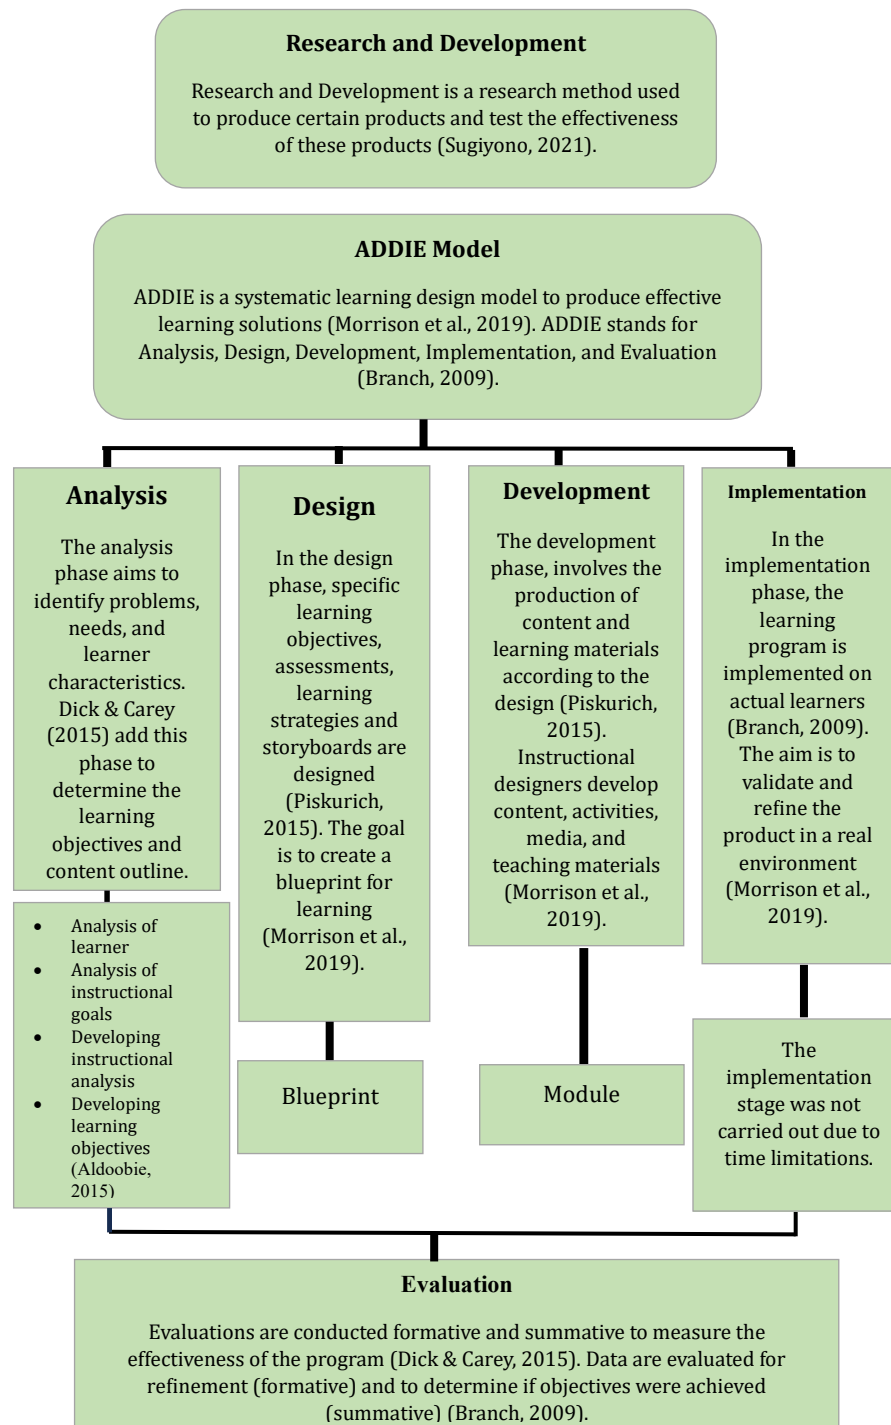 Research and Development
Research and Development is a research method used
to produce certain products and test the effectiveness
of these products (Sugiyono, 2021).
ADDIE Model
ADDIE is a systematic learning design model to produce effective
learning solutions (Morrison et al., 2019). ADDIE stands for
Analysis, Design, Development, Implementation, and Evaluation
(Branch, 2009).
Analysis
The analysis
phase aims to
identify problems,
needs, and
learner
characteristics.
Dick & Carey
(2015) add this
phase to
determine the
learning
objectives and
content outline.
• Analysis of
learner
• Analysis of
instructional
goals
• Developing
instructional
analysis
• Developing
learning
objectives
(Aldoobie,
2015)
Design
In the design
phase, specific
learning
objectives,
assessments,
learning
strategies and
storyboards are
designed
(Piskurich,
2015). The goal
is to create a
blueprint for
learning
(Morrison et al.,
2019).
Blueprint
Development
The development
phase, involves the
production of
content and
learning materials
according to the
design (Piskurich,
2015).
Instructional
designers develop
content, activities,
media, and
teaching materials
(Morrison et al.,
2019).
Module
Implementation
In the
implementation
phase, the
learning
program is
implemented on
actual learners
(Branch, 2009).
The aim is to
validate and
refine the
product in a real
environment
(Morrison et al.,
2019).
The
implementation
stage was not
carried out due to
time limitations.
Evaluation
Evaluations are conducted formative and summative to measure the
effectiveness of the program (Dick & Carey, 2015). Data are evaluated for
refinement (formative) and to determine if objectives were achieved
(summative) (Branch, 2009).